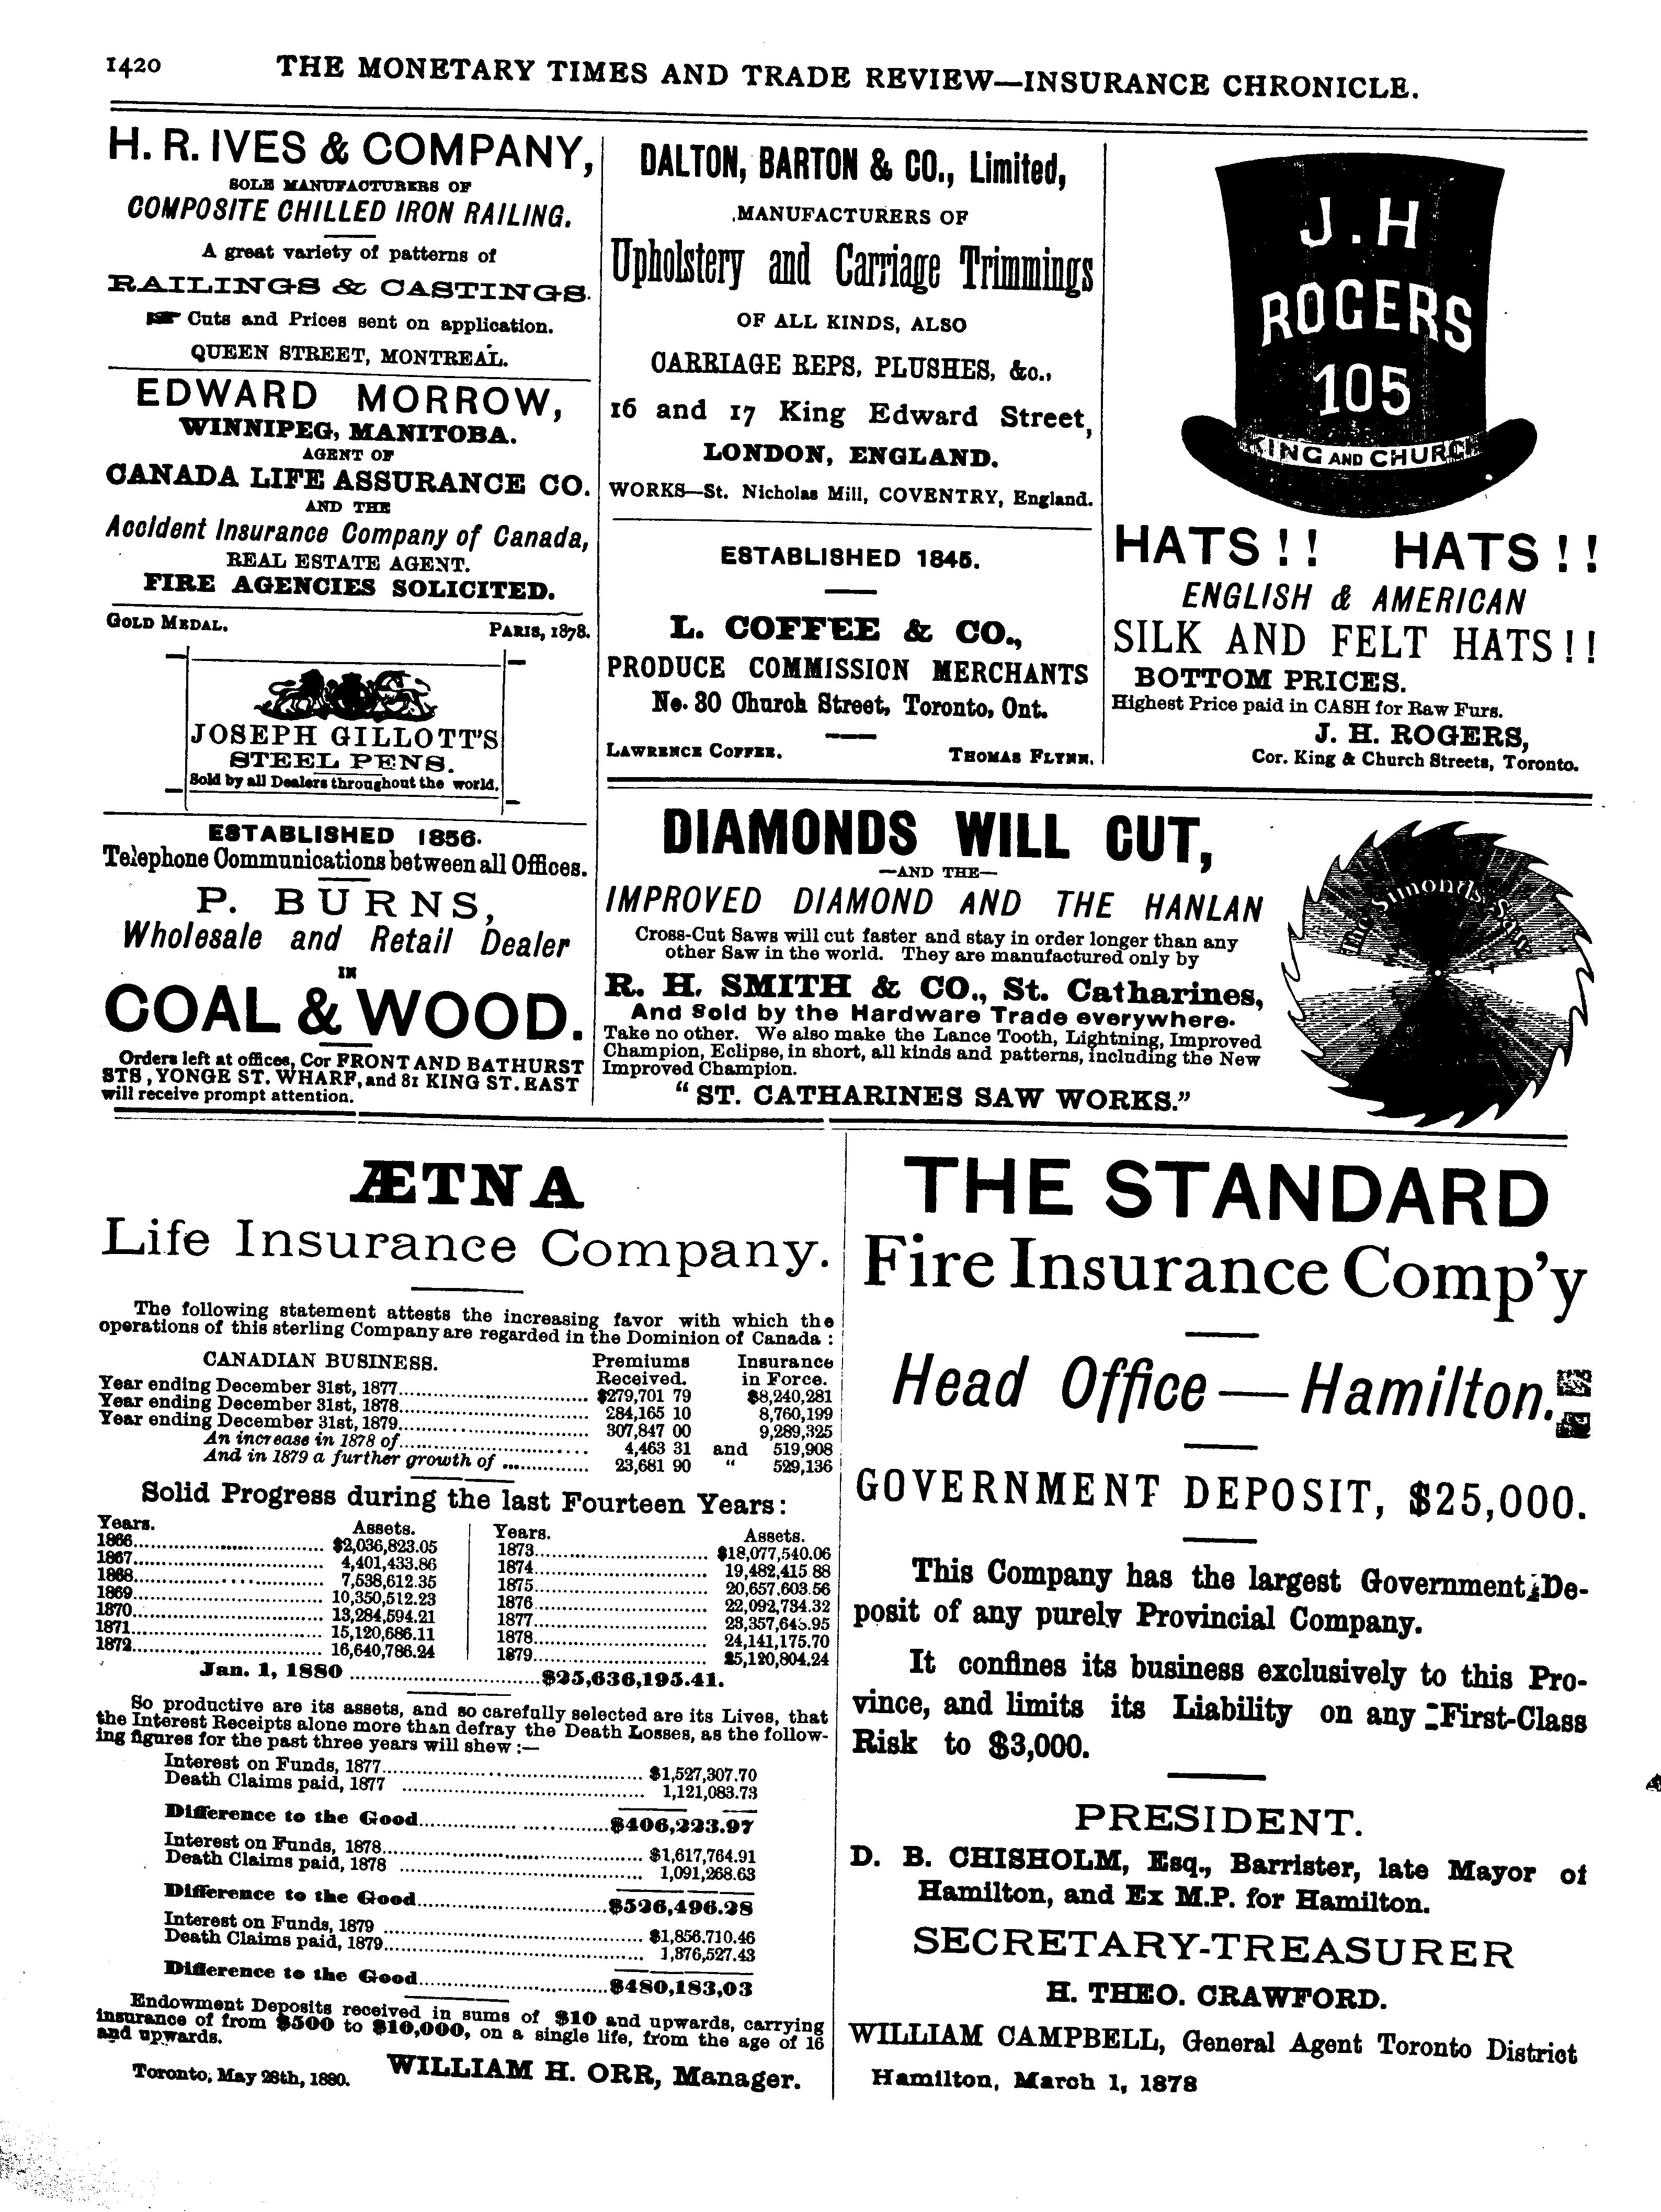 1420 THE MONETARY TIMES AND TRADE REVIEW—INSURANCE CHRONICLE.
H. R. IVES & COMPANY,
SOLE MANUFACTURERS OF
COMPOSITE CHILLED IRON RAILING.
A great variety of patterns of
RAILINGS & CASTINGS.
☛ Cuts and Prices sent on application.
QUEEN STREET, MONTREAL.
EDWARD MORROW,
WINNIPEG, MANITOBA.
AGENT OF
CANADA LIFE ASSURANCE CO.
AND THE
Accident Insurance Company of Canada,
REAL ESTATE AGENT.
FIRE AGENCIES SOLICITED.
GOLD MEDAL. PARIS, 1878.
JOSEPH GILLOTT'S
STEEL PENS.
Sold by all Dealers throughout the world.
ESTABLISHED 1856.
Telephone Communications between all Offices.
P. BURNS,
Wholesale and Retail Dealer
IN
COAL & WOOD.
Orders left at offices, Cor FRONT AND BATHURST
STS, YONGE ST. WHARF, and 81 KING ST. EAST
will receive prompt attention.
DALTON, BARTON & CO., Limited,
MANUFACTURERS OF
Upholstery and Carriage Trimmings
OF ALL KINDS, ALSO
CARRIAGE REPS, PLUSHES, &c.,
16 and 17 King Edward Street,
LONDON, ENGLAND.
WORKS—St. Nicholas Mill, COVENTRY, England.
ESTABLISHED 1845.
L. COFFEE & CO.,
PRODUCE COMMISSION MERCHANTS
No. 30 Church Street, Toronto, Ont.
LAWRENCE COFFEE. THOMAS FLYNN.
J. H
ROGERS
105
KING AND CHURCH
HATS!! HATS!!
ENGLISH & AMERICAN
SILK AND FELT HATS!!
BOTTOM PRICES.
Highest Price paid in CASH for Raw Furs.
J. H. ROGERS,
Cor. King & Church Streets, Toronto.
DIAMONDS WILL CUT,
—AND THE—
IMPROVED DIAMOND AND THE HANLAN
Cross-Cut Saws will cut faster and stay in order longer than any
other Saw in the world. They are manufactured only by
R. H. SMITH & CO., St. Catharines,
And Sold by the Hardware Trade everywhere.
Take no other. We also make the Lance Tooth, Lightning, Improved
Champion, Eclipse, in short, all kinds and patterns, including the New
Improved Champion.
"ST. CATHARINES SAW WORKS."
The Simonds Saw
ÆTNA
Life Insurance Company.
The following statement attests the increasing favor with which the
operations of this sterling Company are regarded in the Dominion of Canada :
CANADIAN BUSINESS. Premiums Received. Insurance in Force.
Year ending December 31st, 1877 $279,701 79 $8,240,281
Year ending December 31st, 1878 284,165 10 8,760,199
Year ending December 31st, 1879 307,847 00 9,289,325
An increase in 1878 of 4,463 31 and 519,908
And in 1879 a further growth of 23,681 90 " 529,136
Solid Progress during the last Fourteen Years:
Years. Assets. Years. Assets.
1866 $2,036,823.05 1873 $18,077,540.06
1867 4,401,433.86 1874 19,482,415.88
1868 7,538,612.35 1875 20,657,603.56
1869 10,350,512.23 1876 22,092,734.32
1870 13,284,594.21 1877 23,357,645.95
1871 15,120,686.11 1878 24,141,175.70
1872 16,640,786.24 1879 25,120,804.24
Jan. 1, 1880 $25,636,195.41.
So productive are its assets, and so carefully selected are its Lives, that
the Interest Receipts alone more than defray the Death Losses, as the follow-
ing figures for the past three years will shew :—
Interest on Funds, 1877 $1,527,307.70
Death Claims paid, 1877 1,121,083.73
Difference to the Good $406,223.97
Interest on Funds, 1878 $1,617,764.91
Death Claims paid, 1878 1,091,268.63
Difference to the Good $526,496.28
Interest on Funds, 1879 $1,856,710.46
Death Claims paid, 1879 1,376,527.43
Difference to the Good $480,183,03
Endowment Deposits received in sums of $10 and upwards, carrying
insurance of from $500 to $10,000, on a single life, from the age of 16
and upwards.
Toronto, May 28th, 1880. WILLIAM H. ORR, Manager.
THE STANDARD
Fire Insurance Comp'y
Head Office — Hamilton.
GOVERNMENT DEPOSIT, $25,000.
This Company has the largest Government De-
posit of any purely Provincial Company.
It confines its business exclusively to this Pro-
vince, and limits its Liability on any First-Class
Risk to $3,000.
PRESIDENT.
D. B. CHISHOLM, Esq., Barrister, late Mayor of
Hamilton, and Ex M.P. for Hamilton.
SECRETARY-TREASURER
H. THEO. CRAWFORD.
WILLIAM CAMPBELL, General Agent Toronto District
Hamilton, March 1, 1878